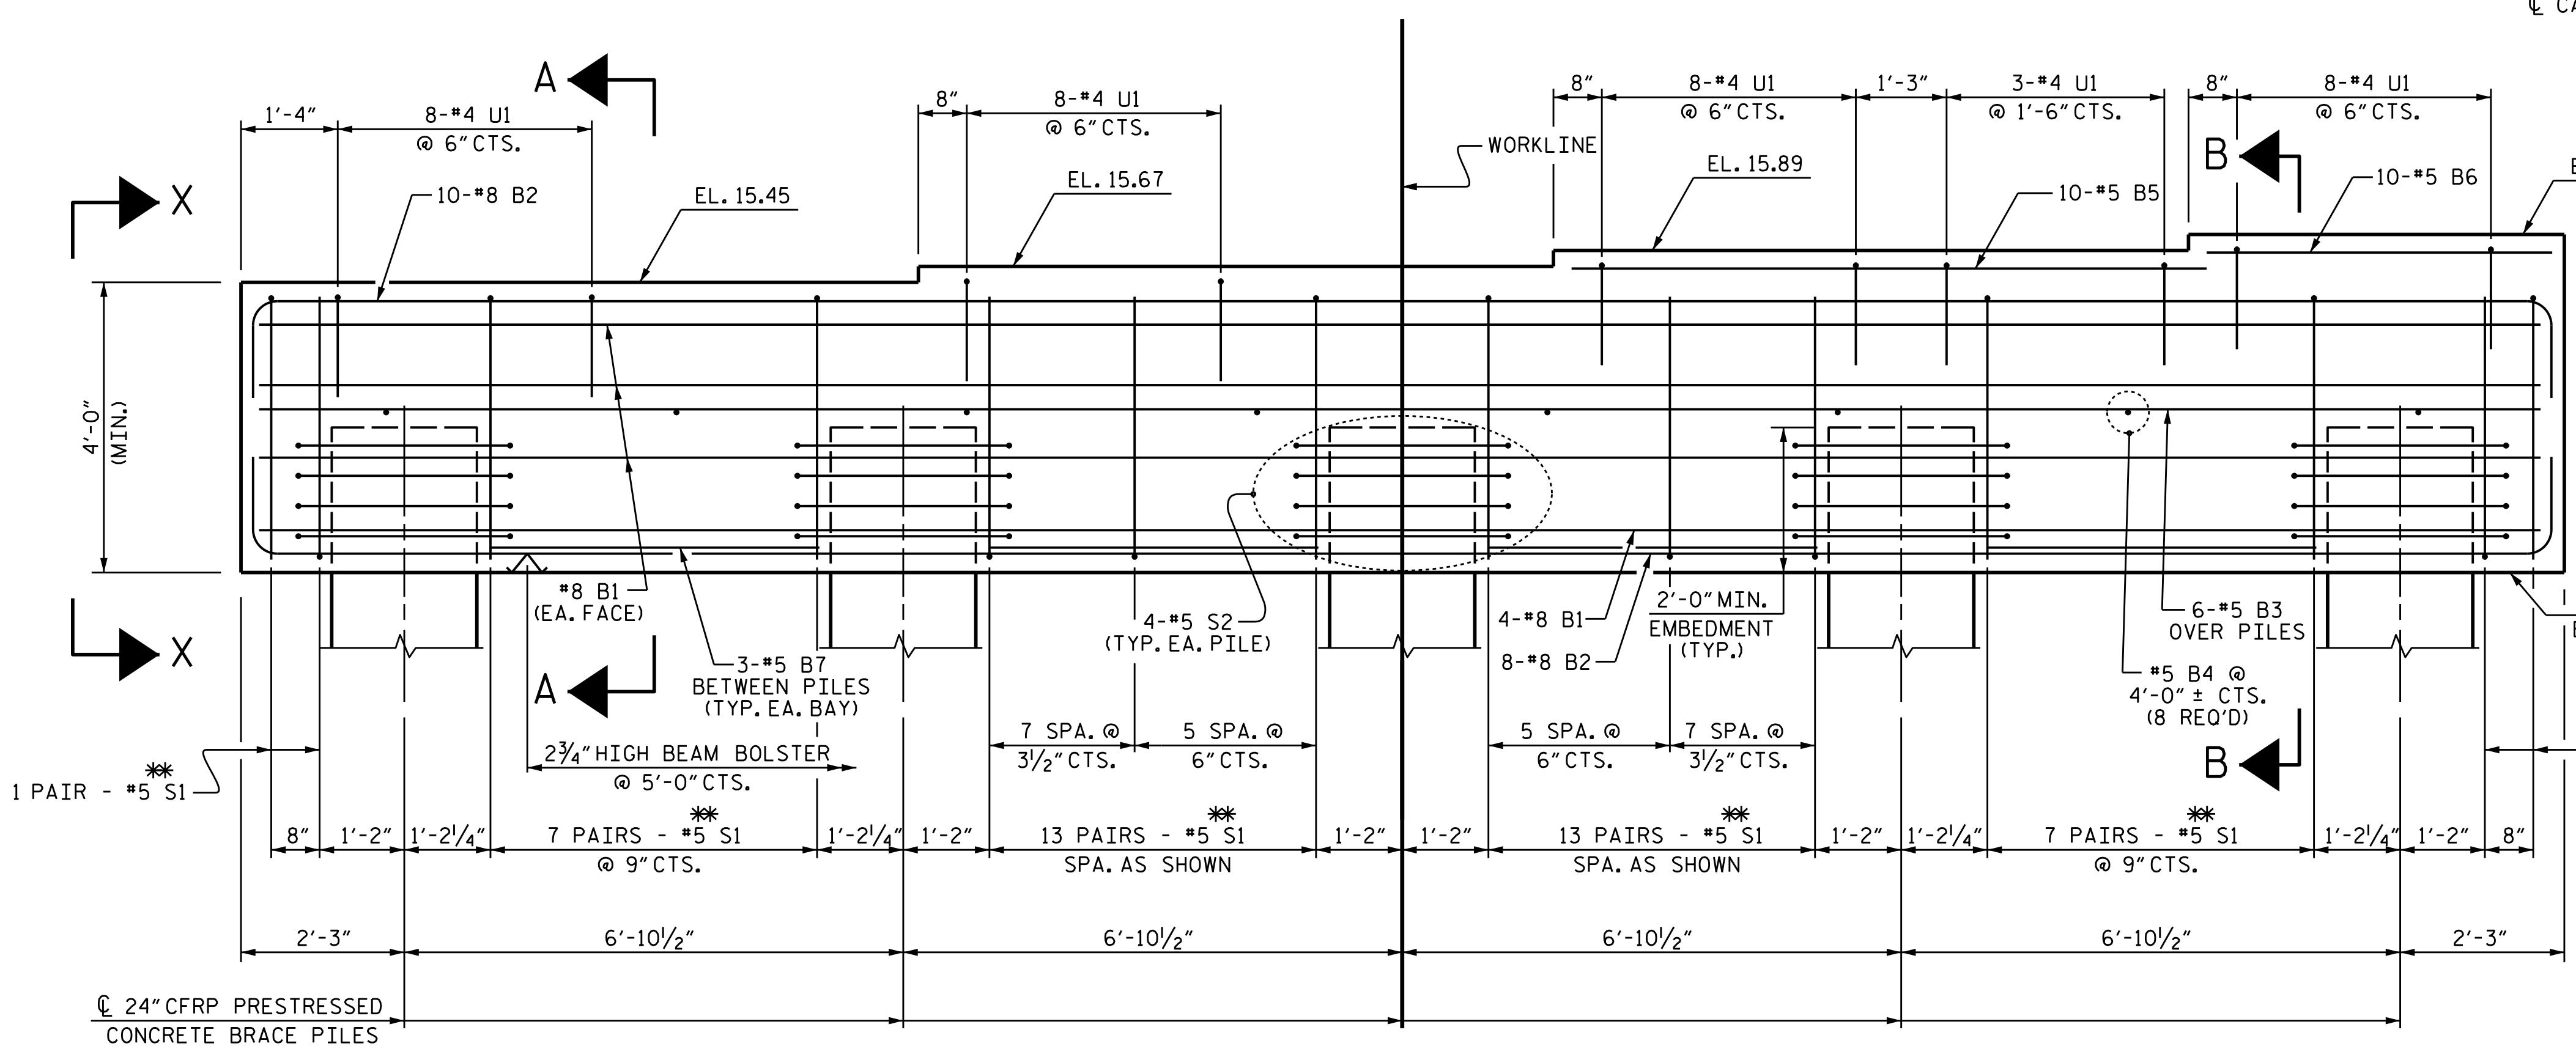 ℄ CA
A
8"
8-#4 U1
1'-3"
3-#4 U1
8"
8-#4 U1
@ 6" CTS.
@ 1'-6" CTS.
@ 6" CTS.
1'-4"
8-#4 U1
@ 6" CTS.
8"
8-#4 U1
@ 6" CTS.
WORKLINE
B
X
10-#8 B2
EL. 15.45
EL. 15.67
EL. 15.89
10-#5 B5
10-#5 B6
4'-0"
(MIN.)
#8 B1
(EA. FACE)
4-#5 S2
(TYP. EA. PILE)
4-#8 B1
8-#8 B2
2'-0" MIN.
EMBEDMENT
(TYP.)
6-#5 B3
OVER PILES
X
A
3-#5 B7
BETWEEN PILES
(TYP. EA. BAY)
#5 B4 @
4'-0" ± CTS.
(8 REQ'D)
7 SPA. @
3½" CTS.
5 SPA. @
6" CTS.
5 SPA. @
6" CTS.
7 SPA. @
3½" CTS.
2¾" HIGH BEAM BOLSTER
@ 5'-0" CTS.
B
**
1 PAIR - #5 S1
8"
1'-2"
1'-2¼"
**
7 PAIRS - #5 S1
@ 9" CTS.
1'-2¼"
1'-2"
**
13 PAIRS - #5 S1
SPA. AS SHOWN
1'-2"
1'-2"
**
13 PAIRS - #5 S1
SPA. AS SHOWN
1'-2"
1'-2¼"
**
7 PAIRS - #5 S1
@ 9" CTS.
1'-2¼"
1'-2"
8"
2'-3"
6'-10½"
6'-10½"
6'-10½"
6'-10½"
2'-3"
℄ 24" CFRP PRESTRESSED
CONCRETE BRACE PILES